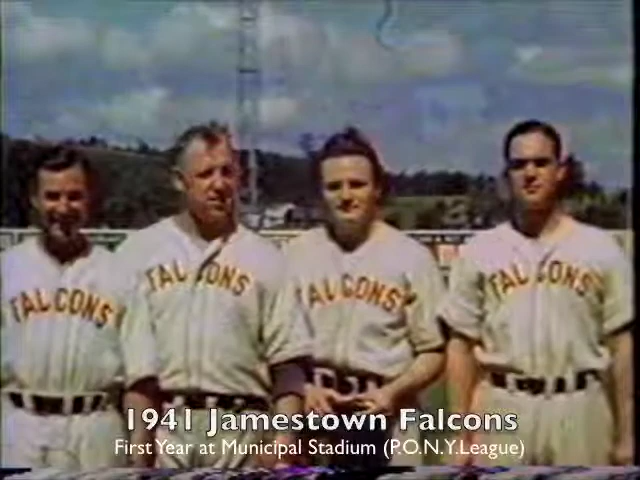 FALCONS FALCONS FALCONS FALCONS
1941 Jamestown Falcons
First Year at Municipal Stadium (P.O.N.Y.League)